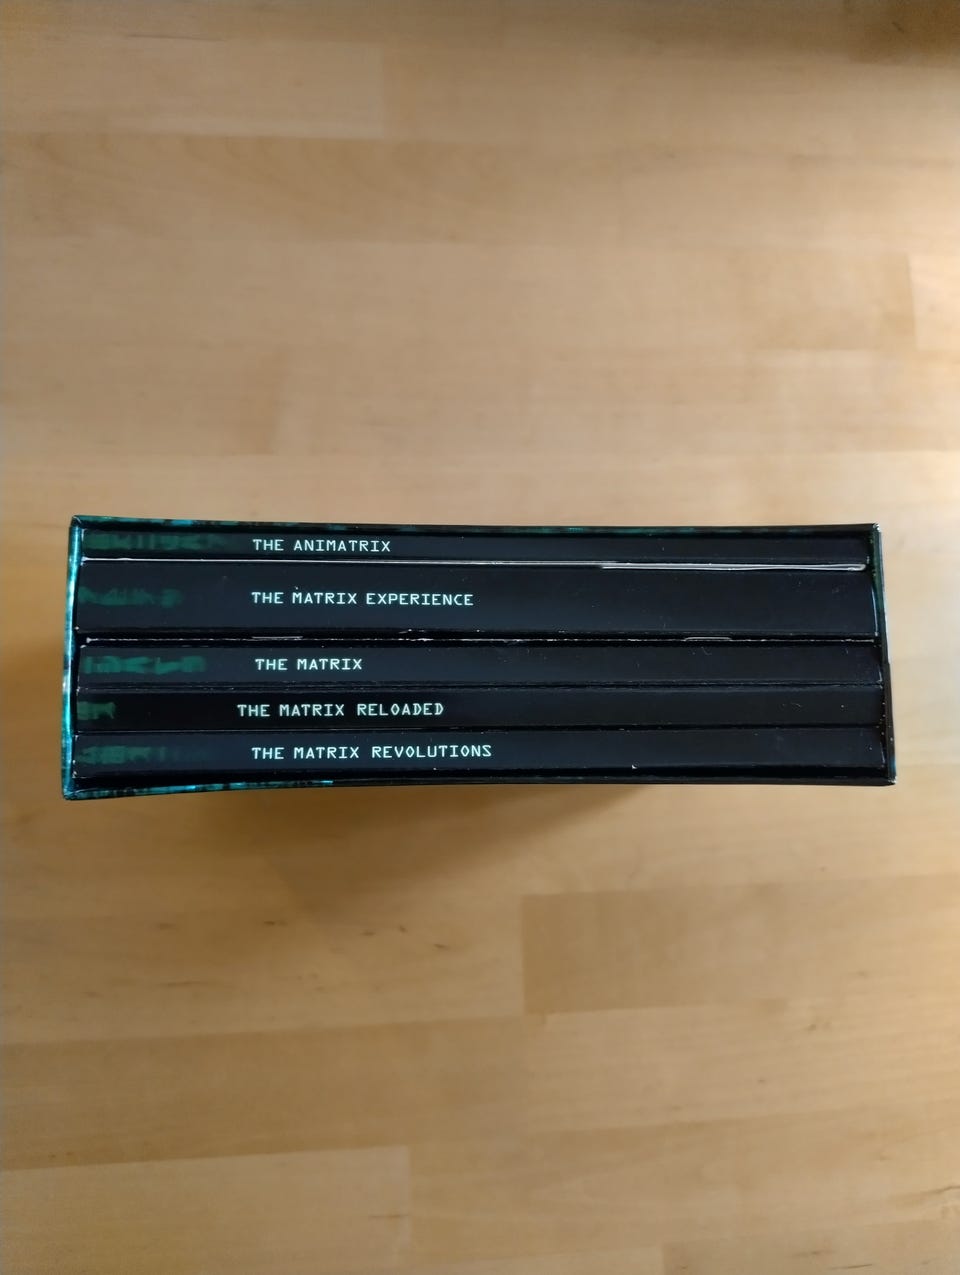 THE ANIMATRIX
THE MATRIX EXPERIENCE
THE MATRIX
THE MATRIX RELOADED
THE MATRIX REVOLUTIONS